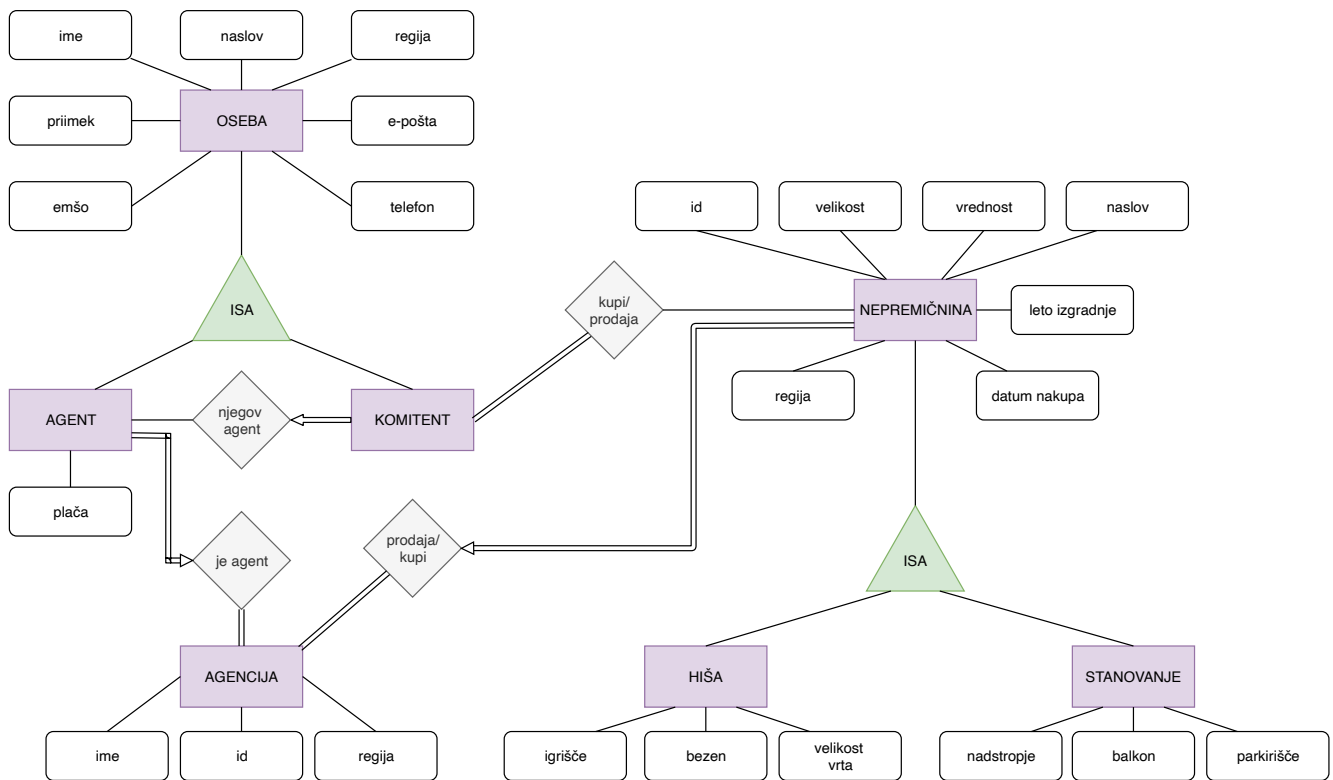 ime
naslov
regija
priimek
OSEBA
e-pošta
emšo
telefon
id
velikost
vrednost
naslov
ISA
kupi/
prodaja
NEPREMIČNINA
leto izgradnje
regija
datum nakupa
AGENT
njegov
agent
KOMITENT
plača
je agent
prodaja/
kupi
ISA
AGENCIJA
HIŠA
STANOVANJE
ime
id
regija
igrišče
bezen
velikost
vrta
nadstropje
balkon
parkirišče